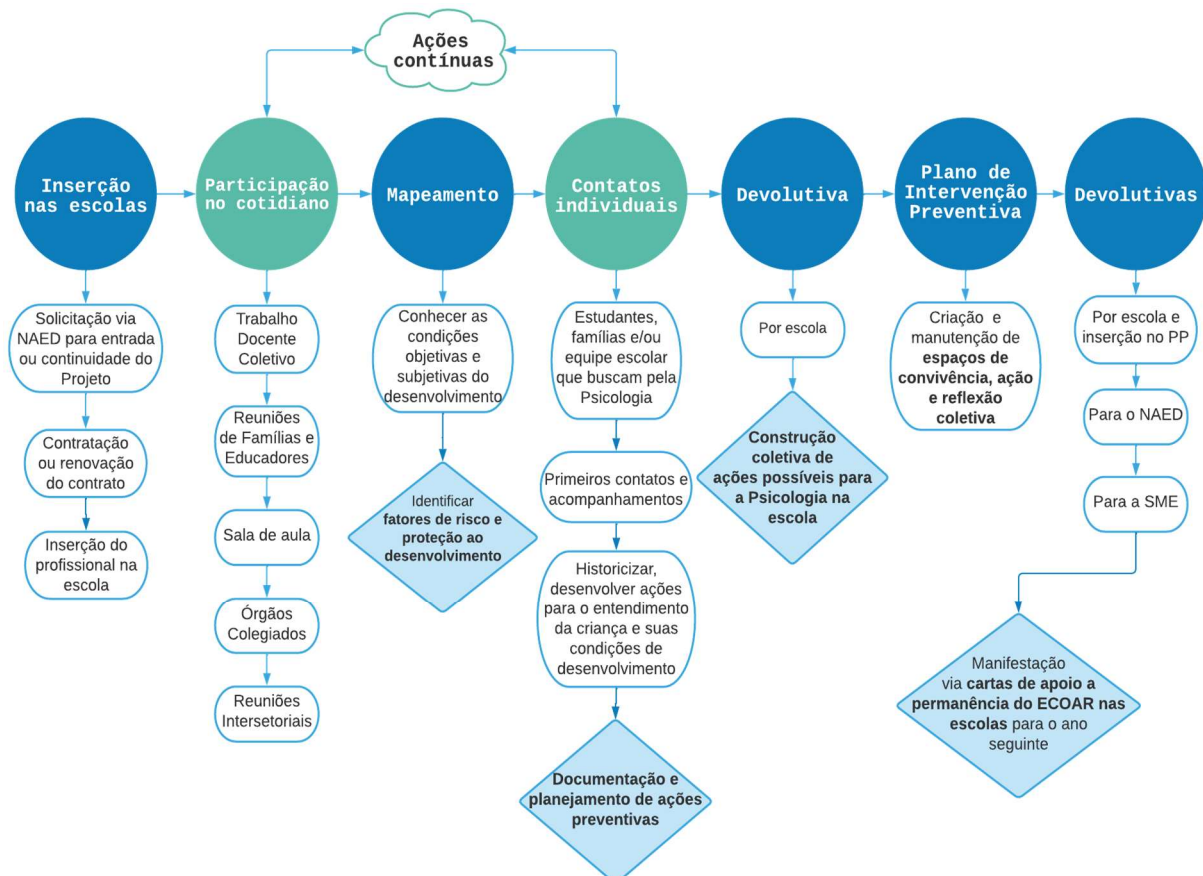 Ações
contínuas
Inserção
nas escolas
Participação
no cotidiano
Mapeamento
Contatos
individuais
Devolutiva
Plano de
Intervenção
Preventiva
Devolutivas
Solicitação via
NAED para entrada
ou continuidade do
Projeto
Contratação
ou renovação
do contrato
Inserção do
profissional na
escola
Trabalho
Docente
Coletivo
Reuniões
de Famílias e
Educadores
Sala de aula
Órgãos
Colegiados
Reuniões
Intersetoriais
Conhecer as
condições
objetivas e
subjetivas do
desenvolvimento
Identificar
fatores de risco e
proteção ao
desenvolvimento
Estudantes,
famílias e/ou
equipe escolar
que buscam pela
Psicologia
Primeiros contatos e
acompanhamentos
Historicizar,
desenvolver ações
para o entendimento
da criança e suas
condições de
desenvolvimento
Documentação e
planejamento de ações
preventivas
Por escola
Construção
coletiva de
ações possíveis para
a Psicologia na
escola
Criação e
manutenção de
espaços de
convivência, ação
e reflexão
coletiva
Por escola e
inserção no PP
Para o NAED
Para a SME
Manifestação
via cartas de apoio a
permanência do ECOAR nas
escolas para o ano
seguinte